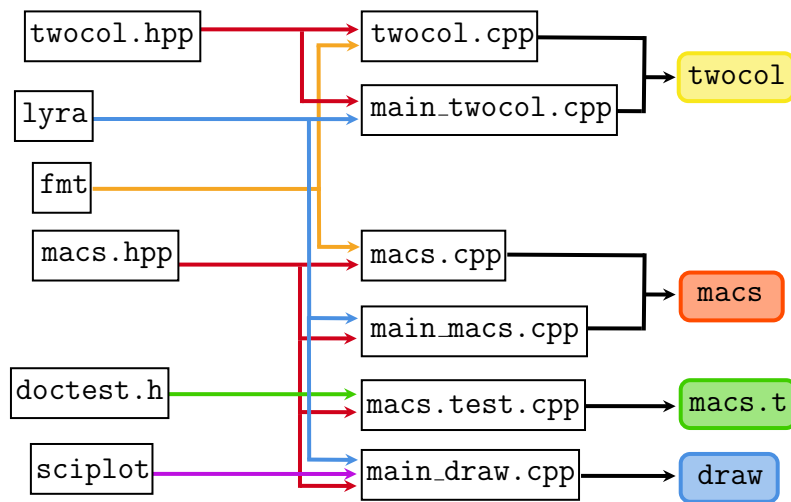 twocol.hpp
twocol.cpp
twocol
lyra
main_twocol.cpp
fmt
macs.hpp
macs.cpp
macs
main_macs.cpp
doctest.h
macs.test.cpp
macs.t
sciplot
main_draw.cpp
draw